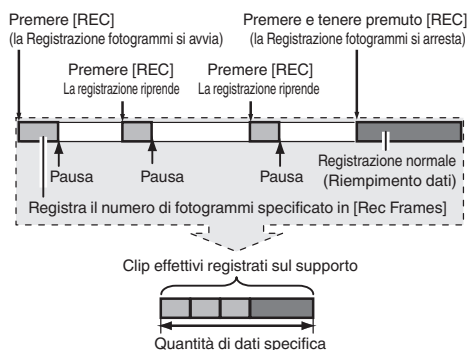 Premere [REC]
(la Registrazione fotogrammi si avvia)
Premere e tenere premuto [REC]
(la Registrazione fotogrammi si arresta)
Premere [REC]
La registrazione riprende
Premere [REC]
La registrazione riprende
Pausa
Pausa
Pausa
Registrazione normale
(Riempimento dati)
Registra il numero di fotogrammi specificato in [Rec Frames]
Clip effettivi registrati sul supporto
Quantità di dati specifica